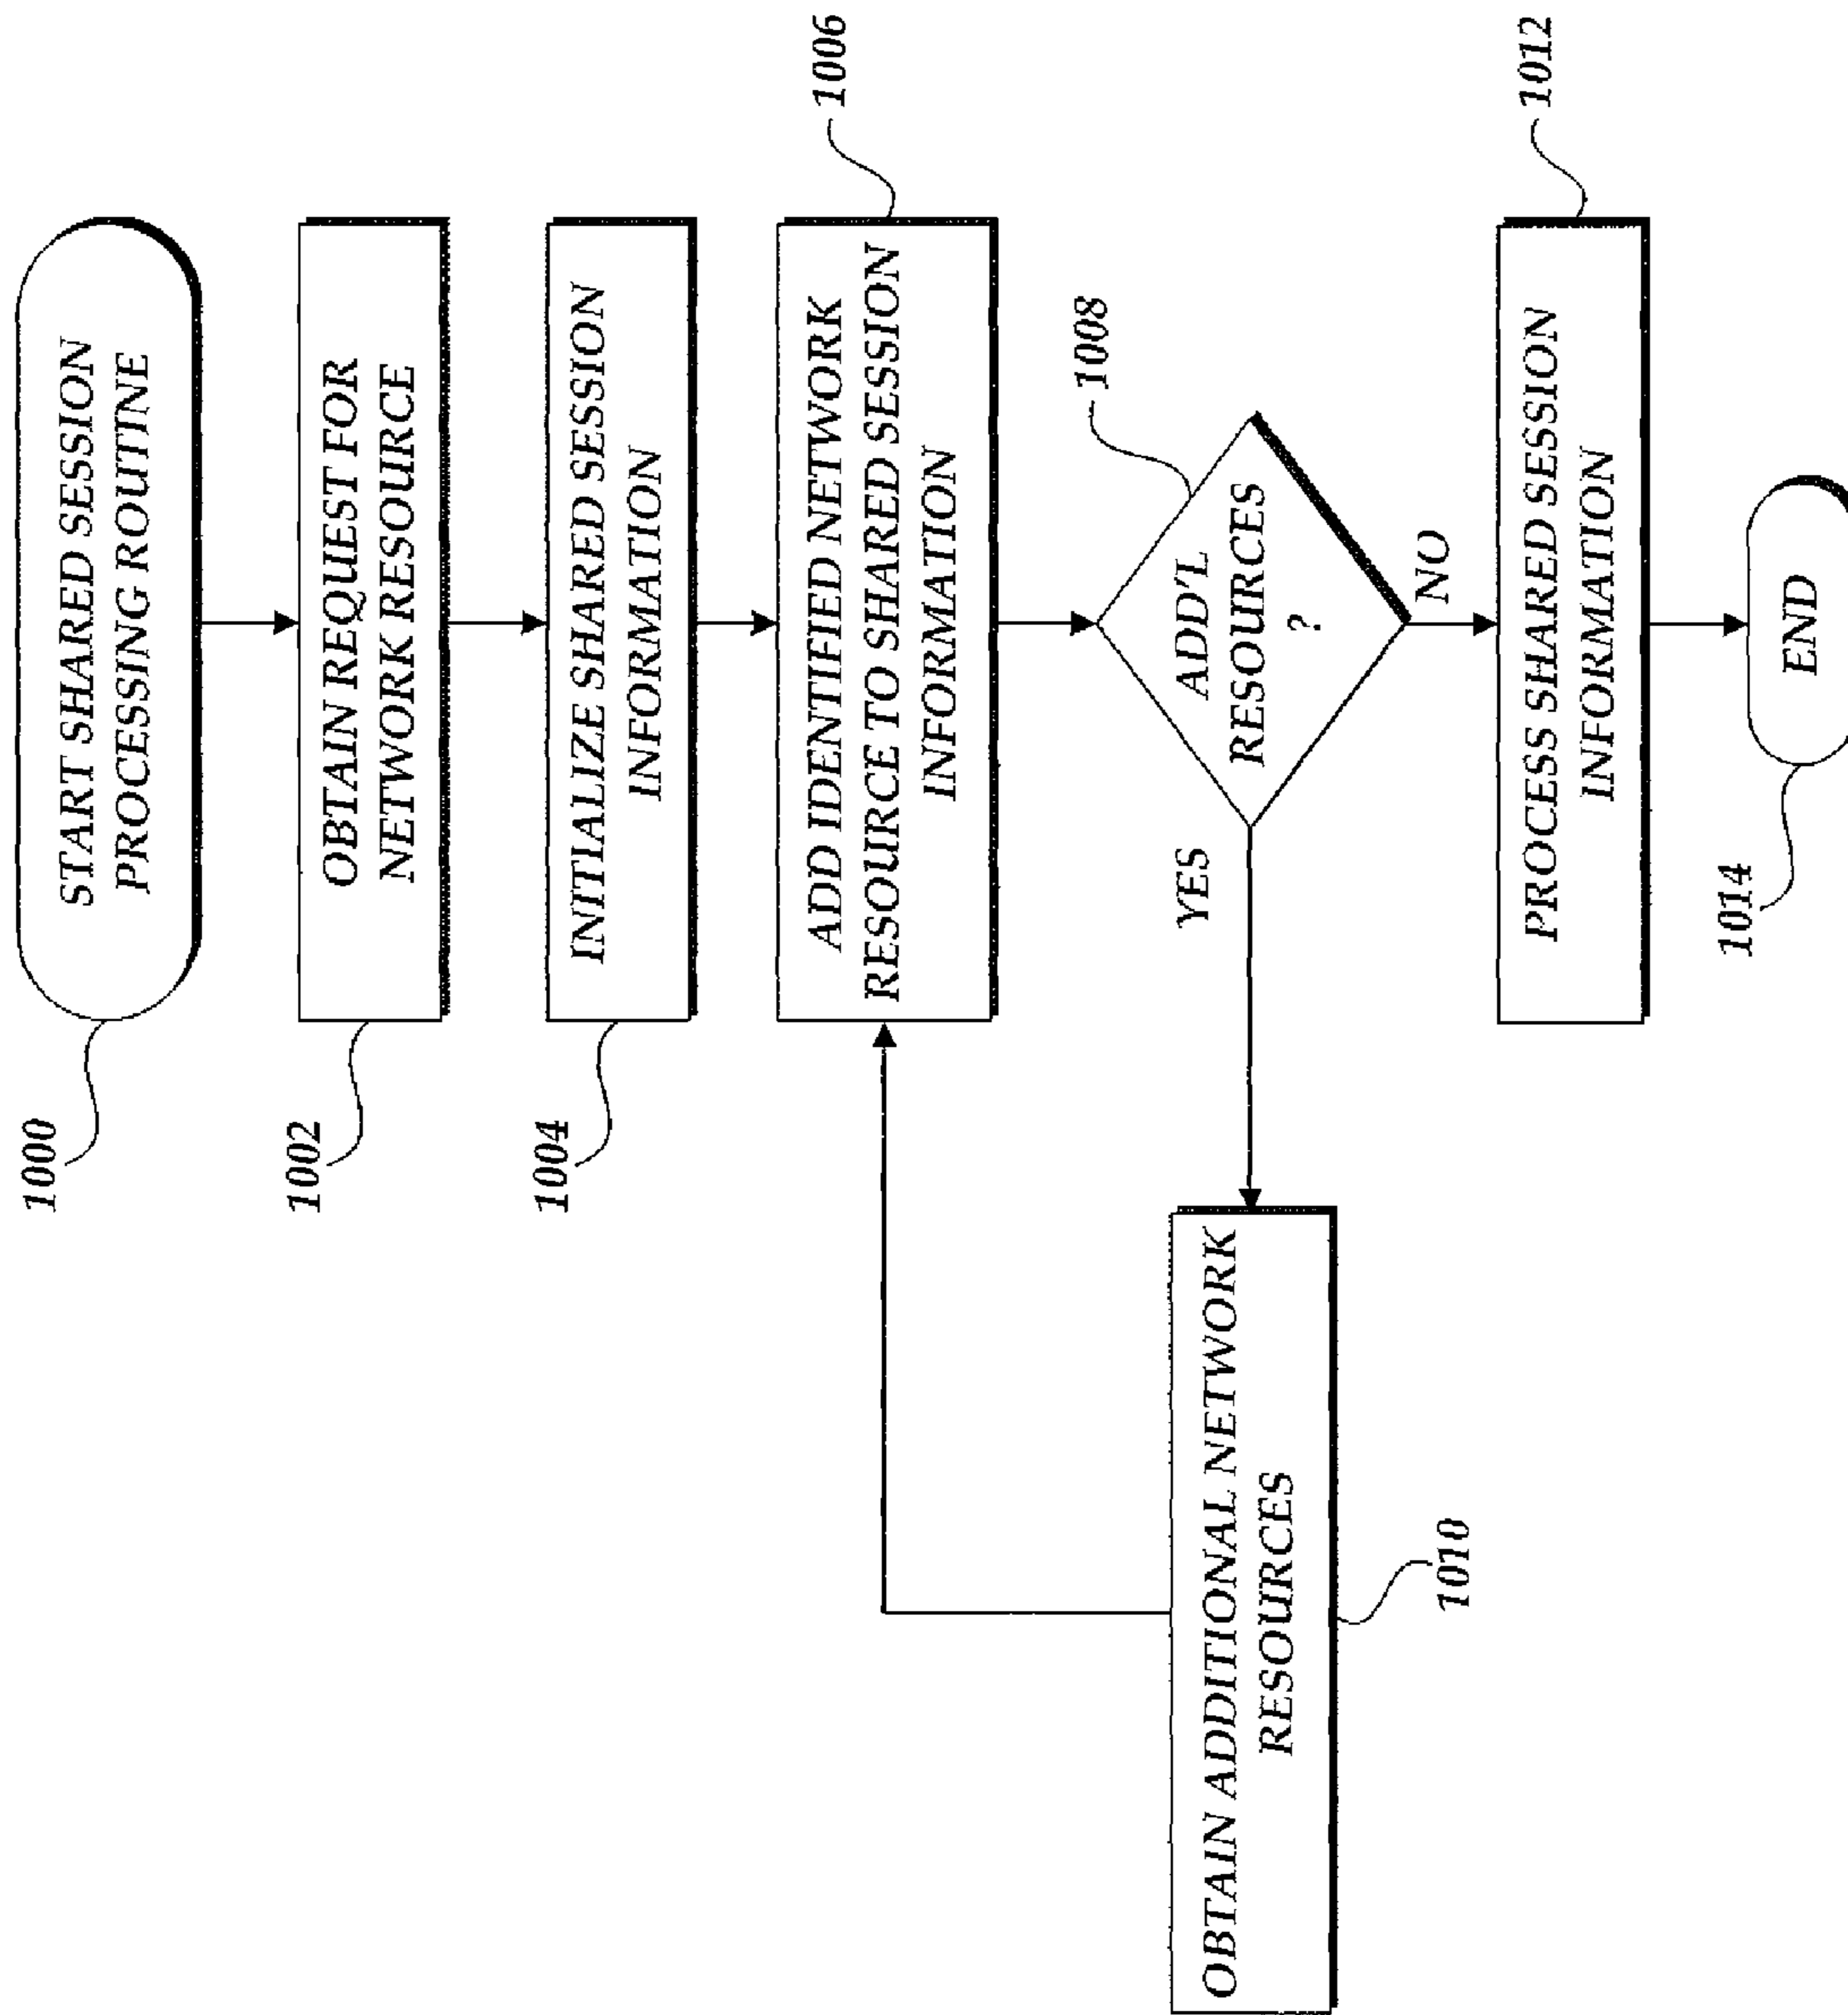 1000
START SHARED SESSION
PROCESSING ROUTINE
1002
OBTAIN REQUEST FOR
NETWORK RESOURCE
1004
INITIALIZE SHARED SESSION
INFORMATION
ADD IDENTIFIED NETWORK
RESOURCE TO SHARED SESSION
INFORMATION
1006
ADD'L
RESOURCES
?
1008
YES
NO
OBTAIN ADDITIONAL NETWORK
RESOURCES
1010
PROCESS SHARED SESSION
INFORMATION
1012
END
1014